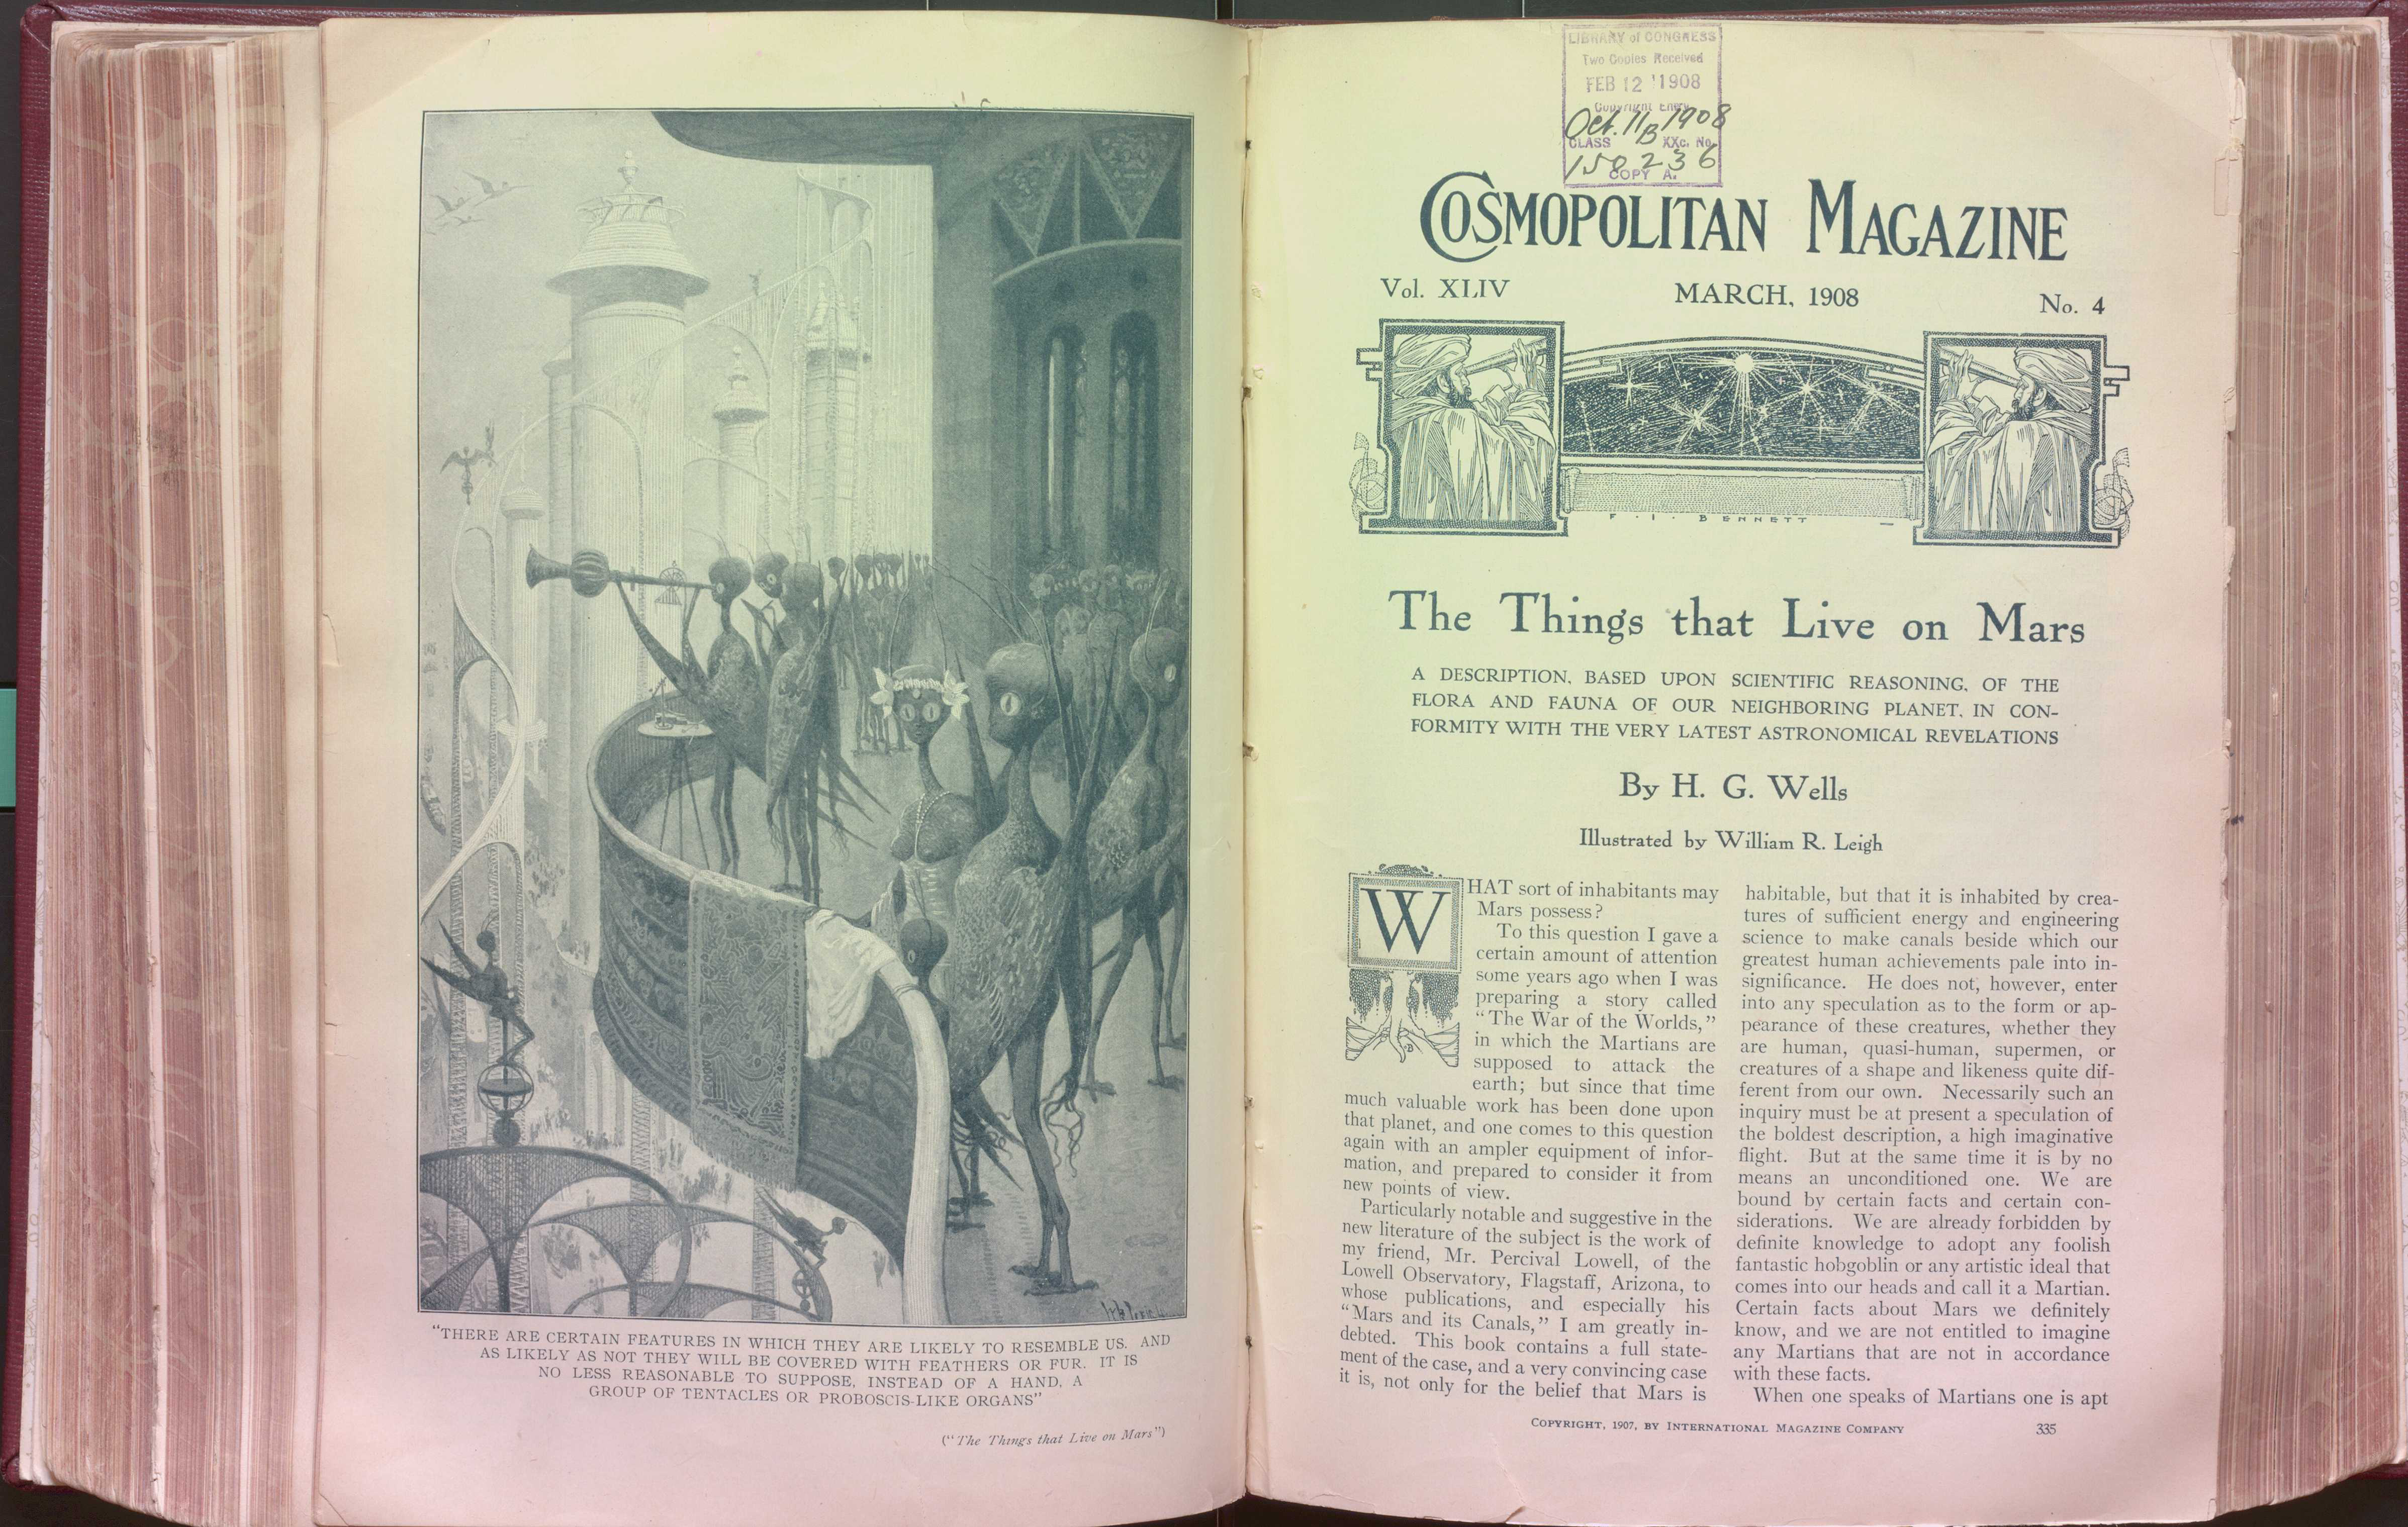 "THERE ARE CERTAIN FEATURES IN WHICH THEY ARE LIKELY TO RESEMBLE US. AND
AS LIKELY AS NOT THEY WILL BE COVERED WITH FEATHERS OR FUR. IT IS
NO LESS REASONABLE TO SUPPOSE, INSTEAD OF A HAND, A
GROUP OF TENTACLES OR PROBOSCIS-LIKE ORGANS"
("The Things that Live on Mars")
LIBRARY of CONGRESS
Two Copies Received
FEB 12 1908
Copyright Entry
Oct. 11, 1908
CLASS B XXc. No.
158236
COPY A.
COSMOPOLITAN MAGAZINE
Vol. XLIV MARCH, 1908 No. 4
F. I. BENNETT
The Things that Live on Mars
A DESCRIPTION, BASED UPON SCIENTIFIC REASONING, OF THE
FLORA AND FAUNA OF OUR NEIGHBORING PLANET, IN CON-
FORMITY WITH THE VERY LATEST ASTRONOMICAL REVELATIONS
By H. G. Wells
Illustrated by William R. Leigh
WHAT sort of inhabitants may
Mars possess?
To this question I gave a
certain amount of attention
some years ago when I was
preparing a story called
"The War of the Worlds,"
in which the Martians are
supposed to attack the
earth; but since that time
much valuable work has been done upon
that planet, and one comes to this question
again with an ampler equipment of infor-
mation, and prepared to consider it from
new points of view.
Particularly notable and suggestive in the
new literature of the subject is the work of
my friend, Mr. Percival Lowell, of the
Lowell Observatory, Flagstaff, Arizona, to
whose publications, and especially his
"Mars and its Canals," I am greatly in-
debted. This book contains a full state-
ment of the case, and a very convincing case
it is, not only for the belief that Mars is
habitable, but that it is inhabited by crea-
tures of sufficient energy and engineering
science to make canals beside which our
greatest human achievements pale into in-
significance. He does not, however, enter
into any speculation as to the form or ap-
pearance of these creatures, whether they
are human, quasi-human, supermen, or
creatures of a shape and likeness quite dif-
ferent from our own. Necessarily such an
inquiry must be at present a speculation of
the boldest description, a high imaginative
flight. But at the same time it is by no
means an unconditioned one. We are
bound by certain facts and certain con-
siderations. We are already forbidden by
definite knowledge to adopt any foolish
fantastic hobgoblin or any artistic ideal that
comes into our heads and call it a Martian.
Certain facts about Mars we definitely
know, and we are not entitled to imagine
any Martians that are not in accordance
with these facts.
When one speaks of Martians one is apt
COPYRIGHT, 1907, BY INTERNATIONAL MAGAZINE COMPANY 335